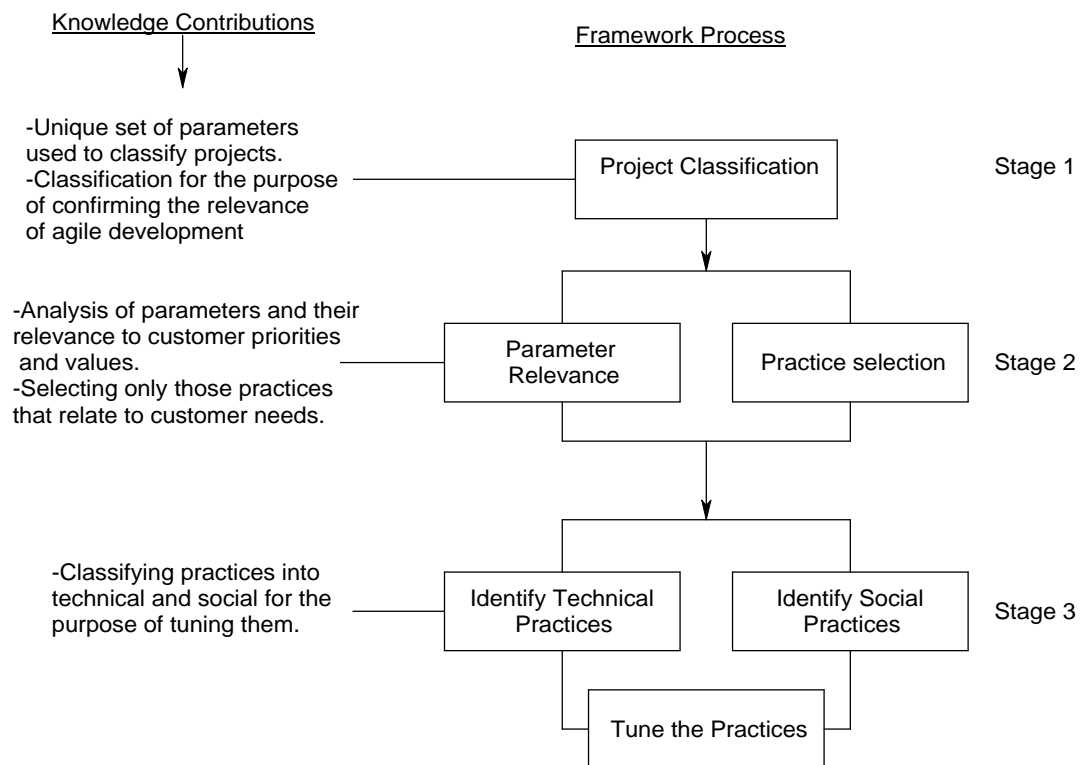 Knowledge Contributions
Framework Process
-Unique set of parameters
used to classify projects.
-Classification for the purpose
of confirming the relevance
of agile development
Project Classification
Stage 1
-Analysis of parameters and their
relevance to customer priorities
and values.
-Selecting only those practices
that relate to customer needs.
Parameter
Relevance
Practice selection
Stage 2
-Classifying practices into
technical and social for the
purpose of tuning them.
Identify Technical
Practices
Identify Social
Practices
Stage 3
Tune the Practices